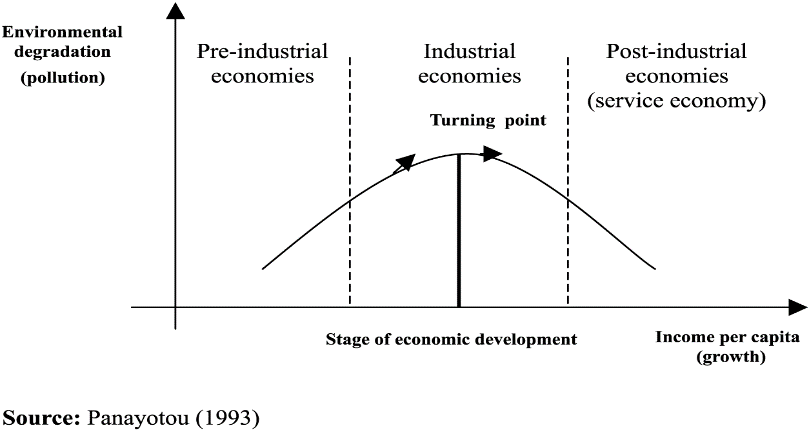 Environmental
degradation
(pollution)
Pre-industrial
economies
Industrial
economies
Post-industrial
economies
(service economy)
Turning point
Stage of economic development
Income per capita
(growth)
Source: Panayotou (1993)